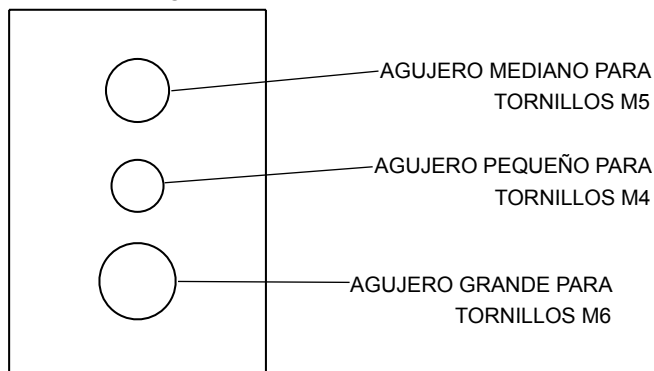 AGUJERO MEDIANO PARA
TORNILLOS M5
AGUJERO PEQUEÑO PARA
TORNILLOS M4
AGUJERO GRANDE PARA
TORNILLOS M6